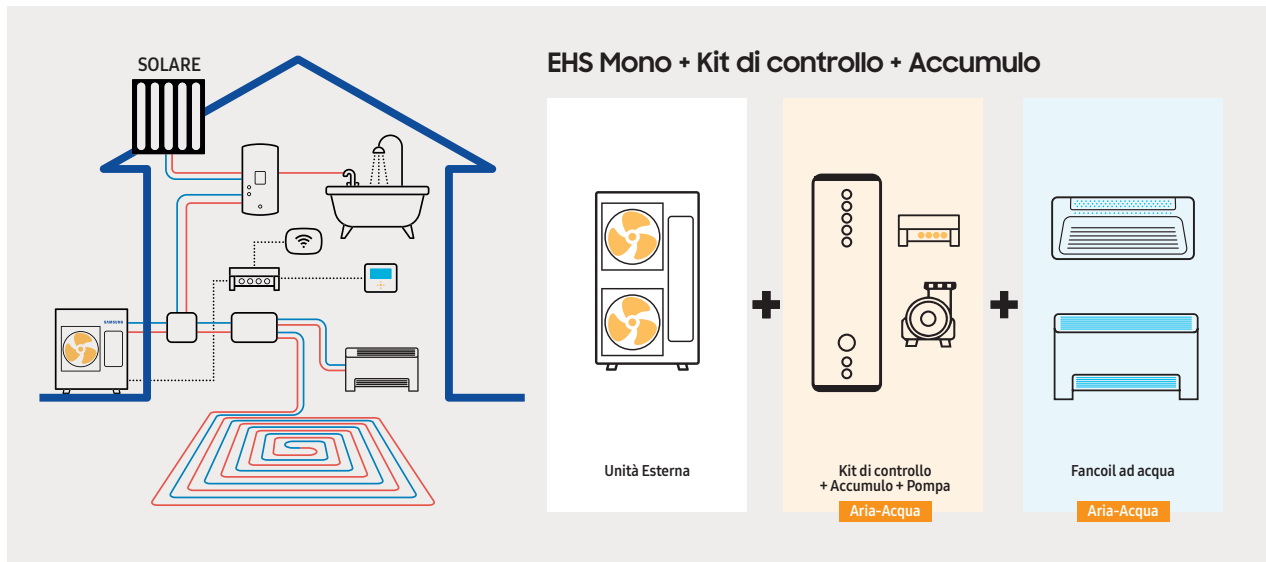 SOLARE
EHS Mono + Kit di controllo + Accumulo
SAMSUNG
Unità Esterna
Kit di controllo
+ Accumulo + Pompa
Aria-Acqua
Fancoil ad acqua
Aria-Acqua